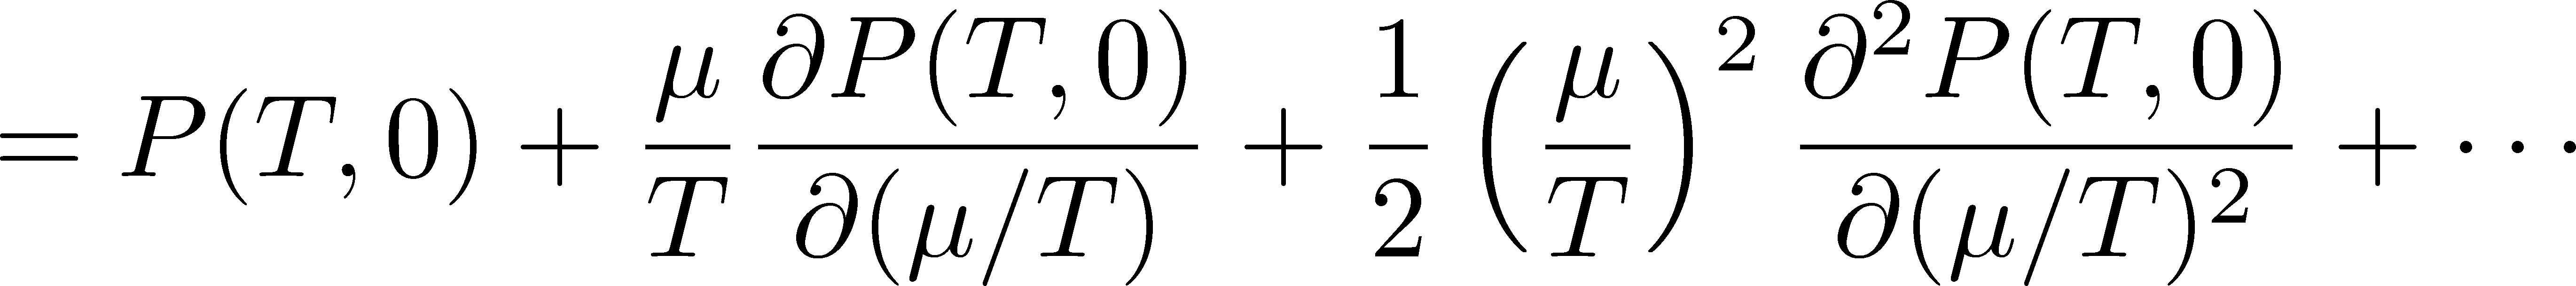 = P(T, 0) + \frac{\mu}{T} \frac{\partial P(T, 0)}{\partial(\mu/T)} + \frac{1}{2} \left( \frac{\mu}{T} \right)^2 \frac{\partial^2 P(T, 0)}{\partial(\mu/T)^2} + \cdots